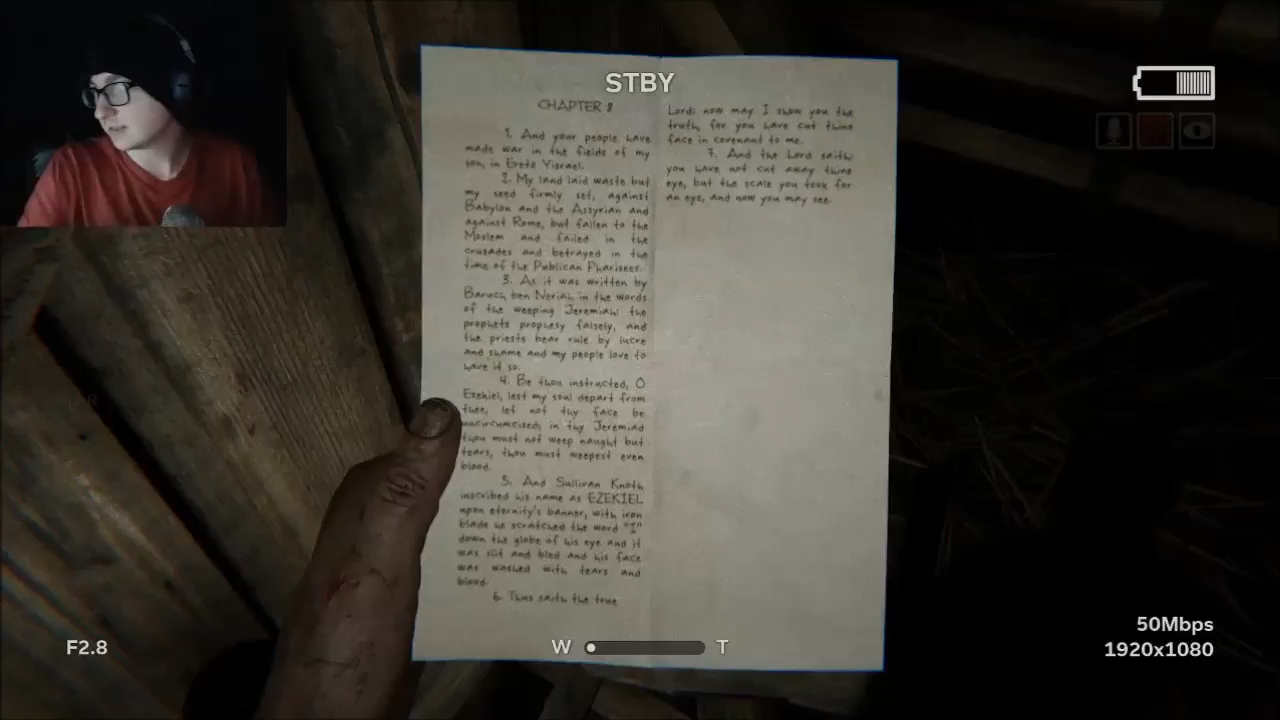 STBY
CHAPTER 8
1. And your people have
made war in the fields of my
son, in Eretz Yisrael.
2. My land laid waste but
my seed firmly set, against
Babylon and the Assyrian and
against Rome, but fallen to the
Moslem and failed in the
crusades and betrayed in the
time of the Publican Pharisees.
3. As it was written by
Baruch ben Neriah in the words
of the weeping Jeremiah: the
prophets prophesy falsely, and
the priests bear rule by lucre
and shame and my people love to
have it so.
4. Be thou instructed, O
Ezekiel, lest my soul depart from
thee, let not thy face be
uncircumcised; in thy Jeremiad
thou must not weep naught but
tears, thou must weepest even
blood.
5. And Sullivan Knoth
inscribed his name as EZEKIEL
upon eternity's banner, with iron
blade he scratched the word "I"
down the globe of his eye and it
was slit and bled and his face
was washed with tears and
blood.
6. Thus saith the true
Lord: now may I show you the
truth, for you have cut thine
face in covenant to me.
7. And the Lord saith:
you have not cut away thine
eye, but the scale you took for
an eye, and now you may see.
F2.8
W T
50Mbps
1920x1080